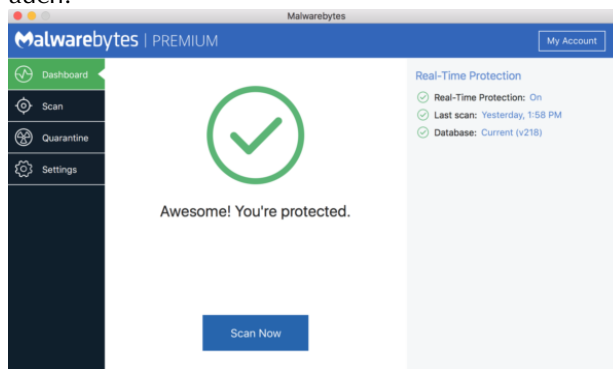 auch.
Malwarebytes
Malwarebytes | PREMIUM
My Account
Dashboard
Scan
Quarantine
Settings
Awesome! You're protected.
Scan Now
Real-Time Protection
Real-Time Protection: On
Last scan: Yesterday, 1:58 PM
Database: Current (v218)